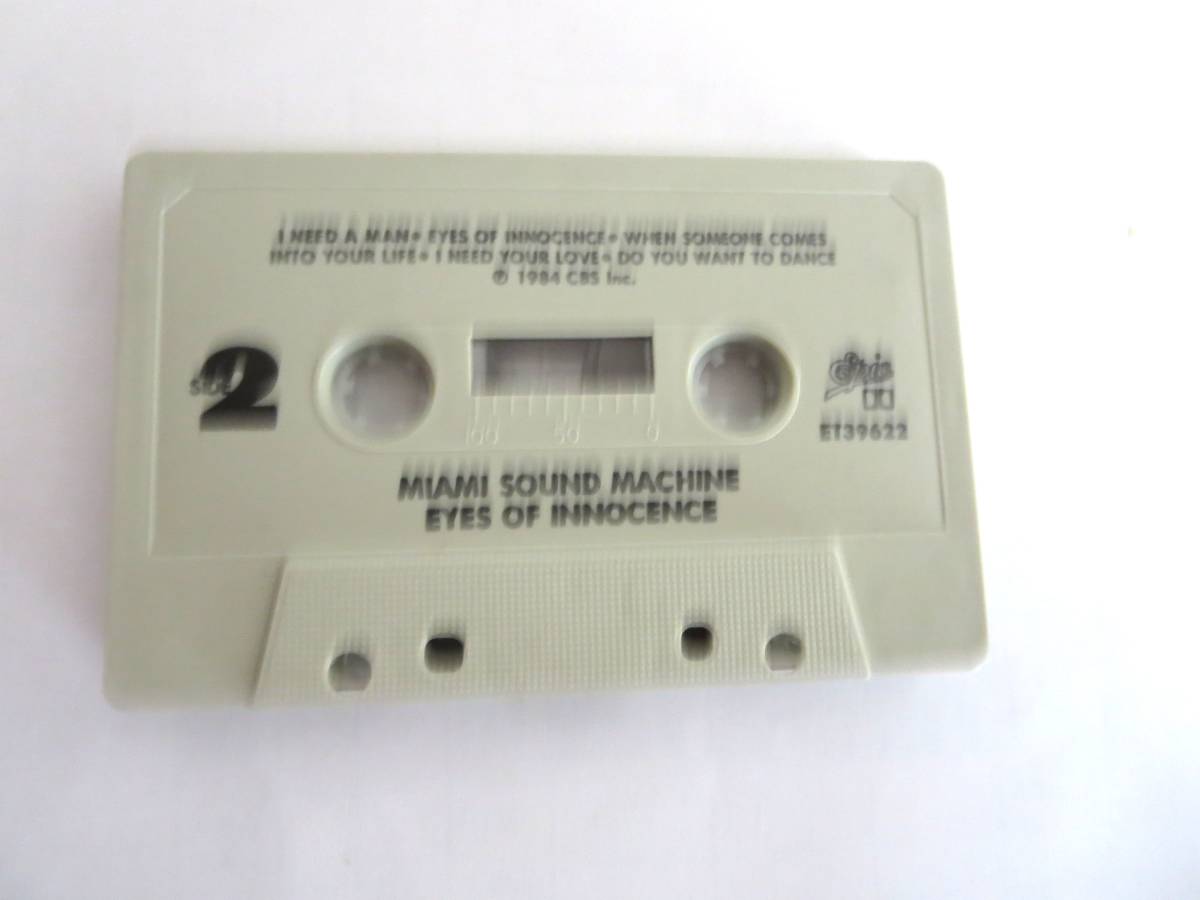 I NEED A MAN • EYES OF INNOCENCE • WHEN SOMEONE COMES
INTO YOUR LIFE • I NEED YOUR LOVE • DO YOU WANT TO DANCE
℗ 1984 CBS Inc.
SIDE 2
100 50 0
Epic
ET39622
MIAMI SOUND MACHINE
EYES OF INNOCENCE